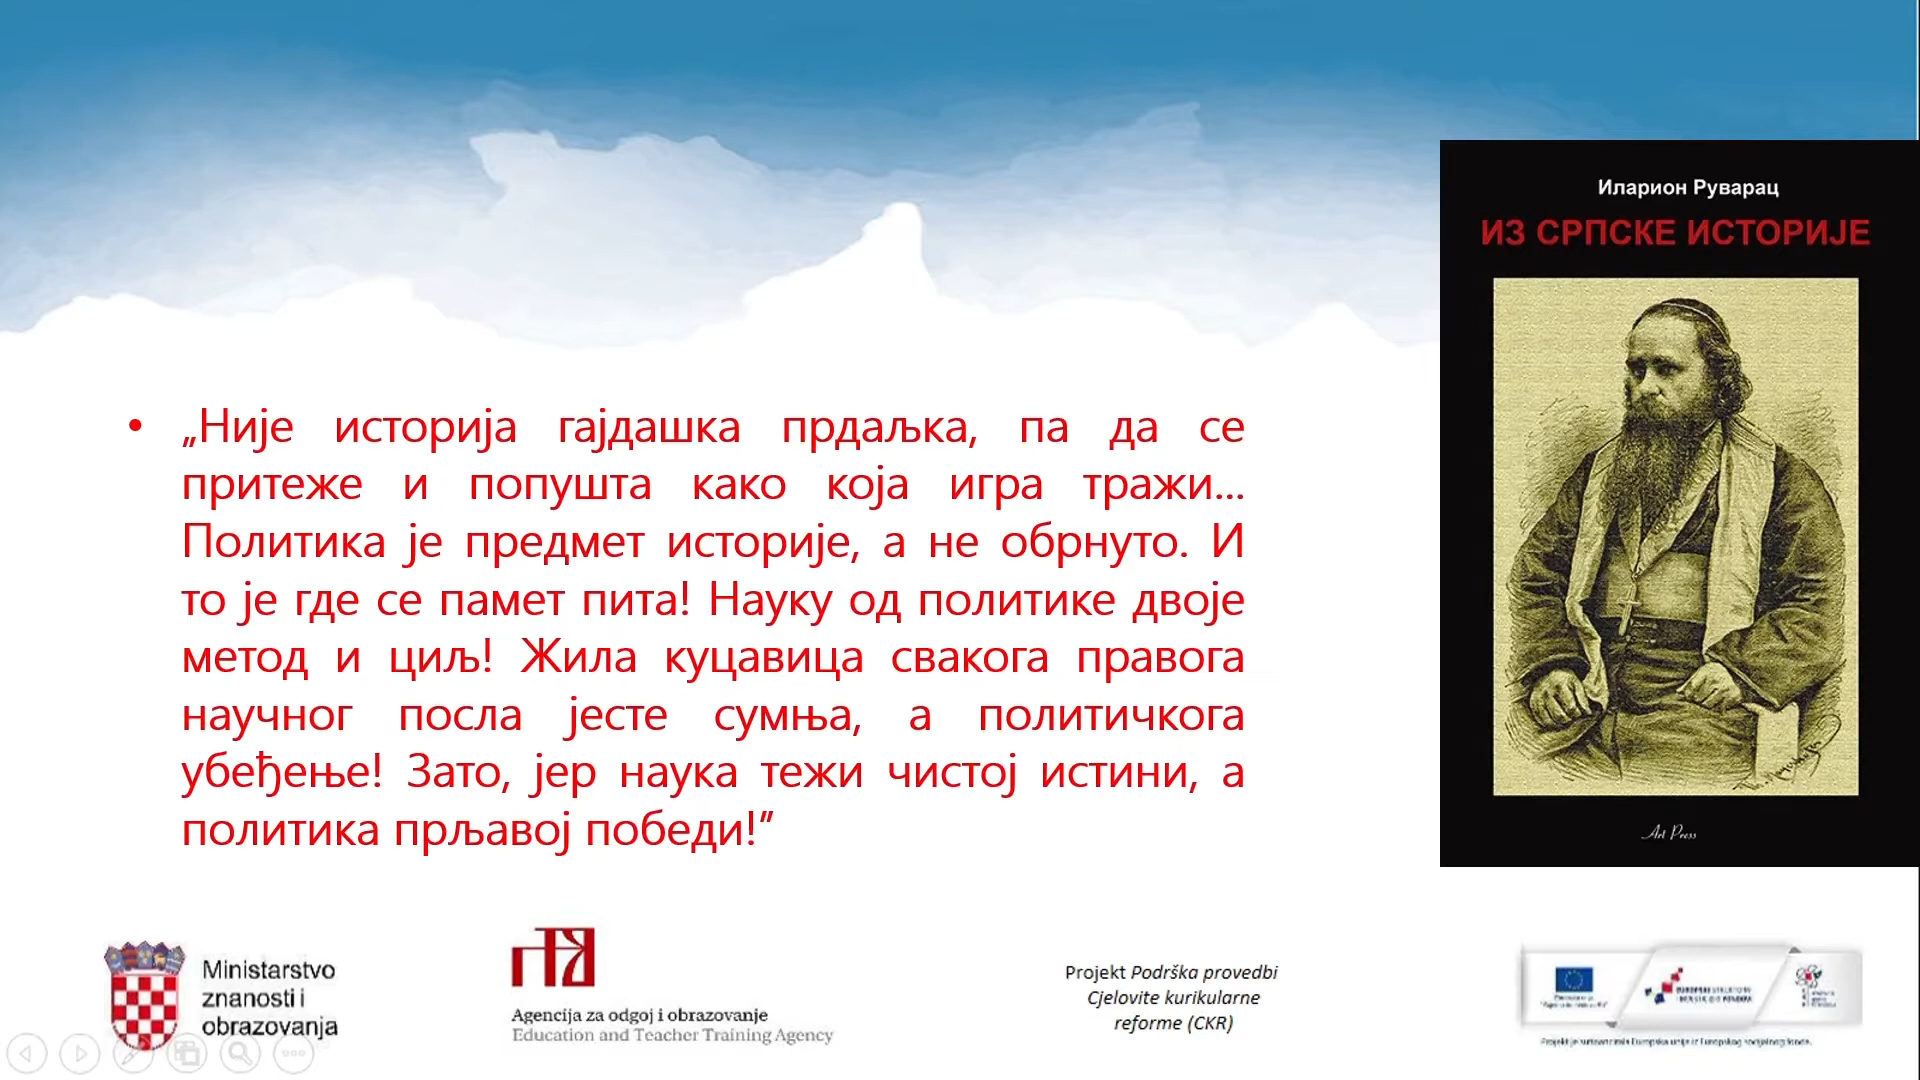 Иларион Руварац
ИЗ СРПСКЕ ИСТОРИЈЕ
Art Press
• „Није историја гајдашка прдаљка, па да се
притеже и попушта како која игра тражи...
Политика је предмет историје, а не обрнуто. И
то је где се памет пита! Науку од политике двоје
метод и циљ! Жила куцавица свакога правога
научног посла јесте сумња, а политичкога
убеђење! Зато, јер наука тежи чистој истини, а
политика прљавој победи!”
Ministarstvo
znanosti i
obrazovanja
Agencija za odgoj i obrazovanje
Education and Teacher Training Agency
Projekt Podrška provedbi
Cjelovite kurikularne
reforme (CKR)